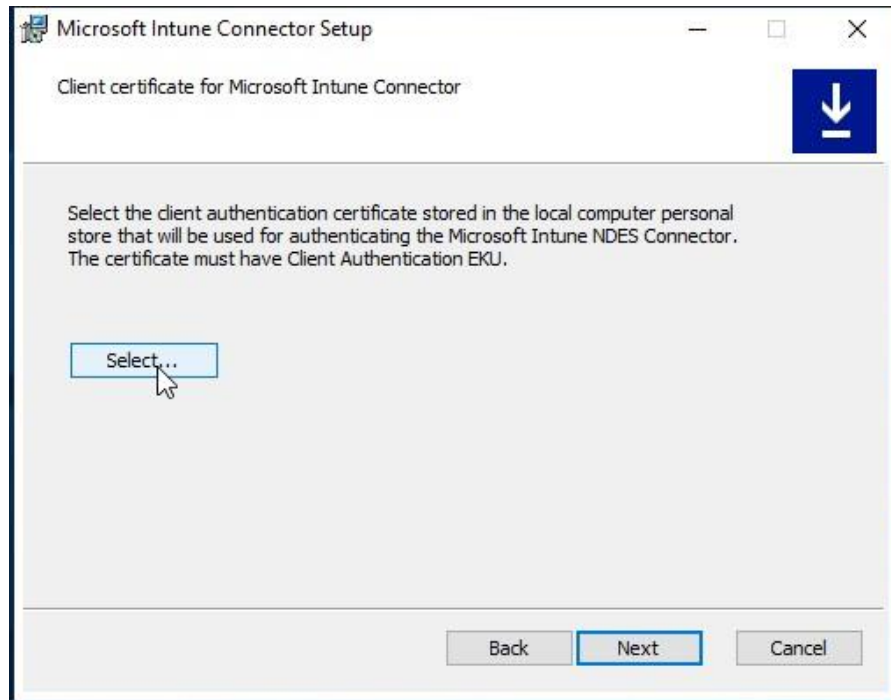 Microsoft Intune Connector Setup
Client certificate for Microsoft Intune Connector
Select the client authentication certificate stored in the local computer personal
store that will be used for authenticating the Microsoft Intune NDES Connector.
The certificate must have Client Authentication EKU.
Select...
Back Next Cancel